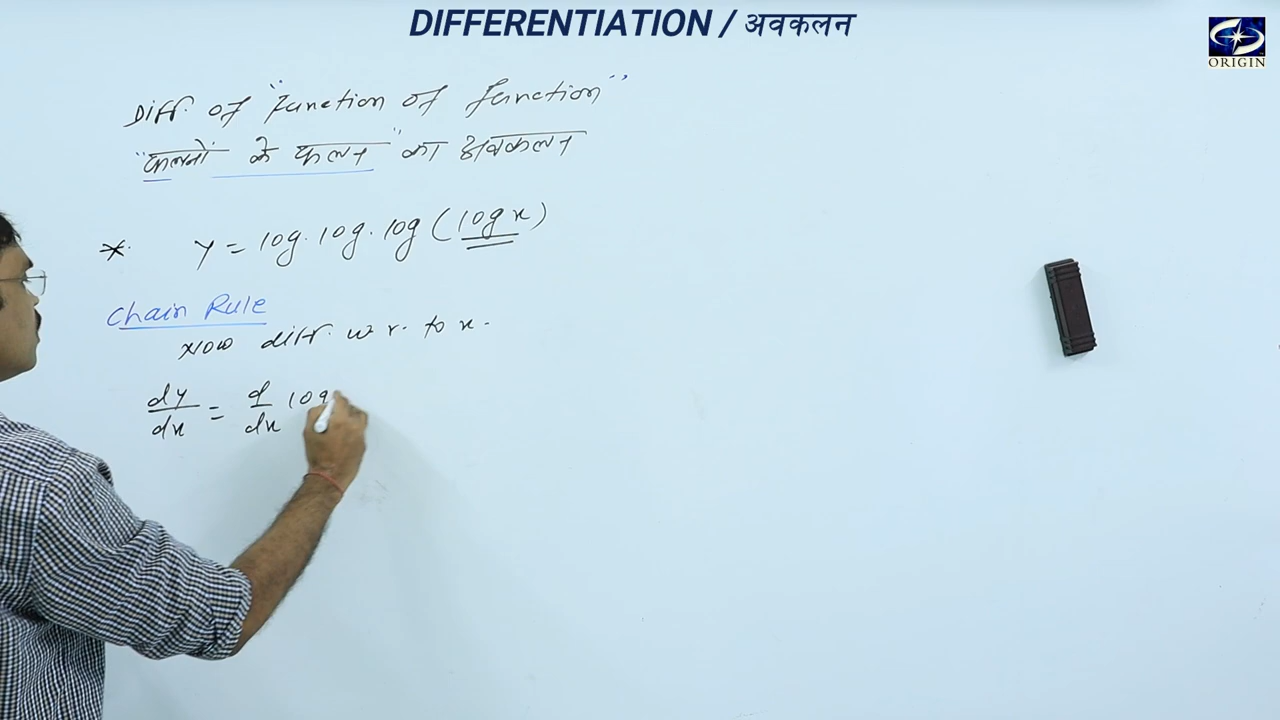 DIFFERENTIATION / अवकलन
ORIGIN
Diff. of "Function of function"
"फलनों के फलन" का अवकलन
* y = log. log. log (log x)
Chain Rule
Now diff. w r. to x.
dy/dx = d/dx log